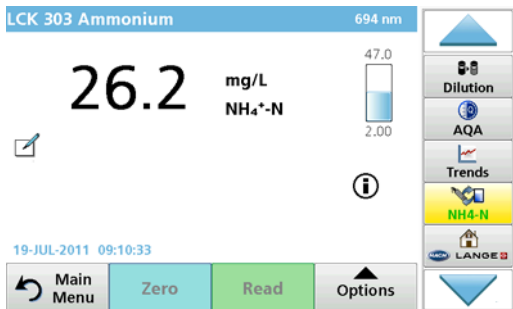 LCK 303 Ammonium 694 nm
47.0
26.2 mg/L
NH₄⁺-N
2.00
i
19-JUL-2011 09:10:33
Main Menu
Zero
Read
Options
Dilution
AQA
Trends
NH4-N
HACH LANGE